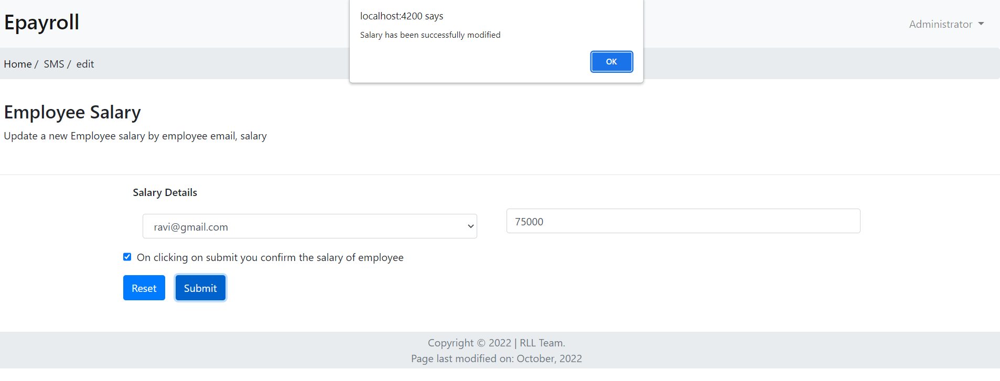 Epayroll
localhost:4200 says
Salary has been successfully modified
OK
Administrator
Home / SMS / edit
Employee Salary
Update a new Employee salary by employee email, salary
Salary Details
ravi@gmail.com
75000
On clicking on submit you confirm the salary of employee
Reset
Submit
Copyright © 2022 | RLL Team.
Page last modified on: October, 2022